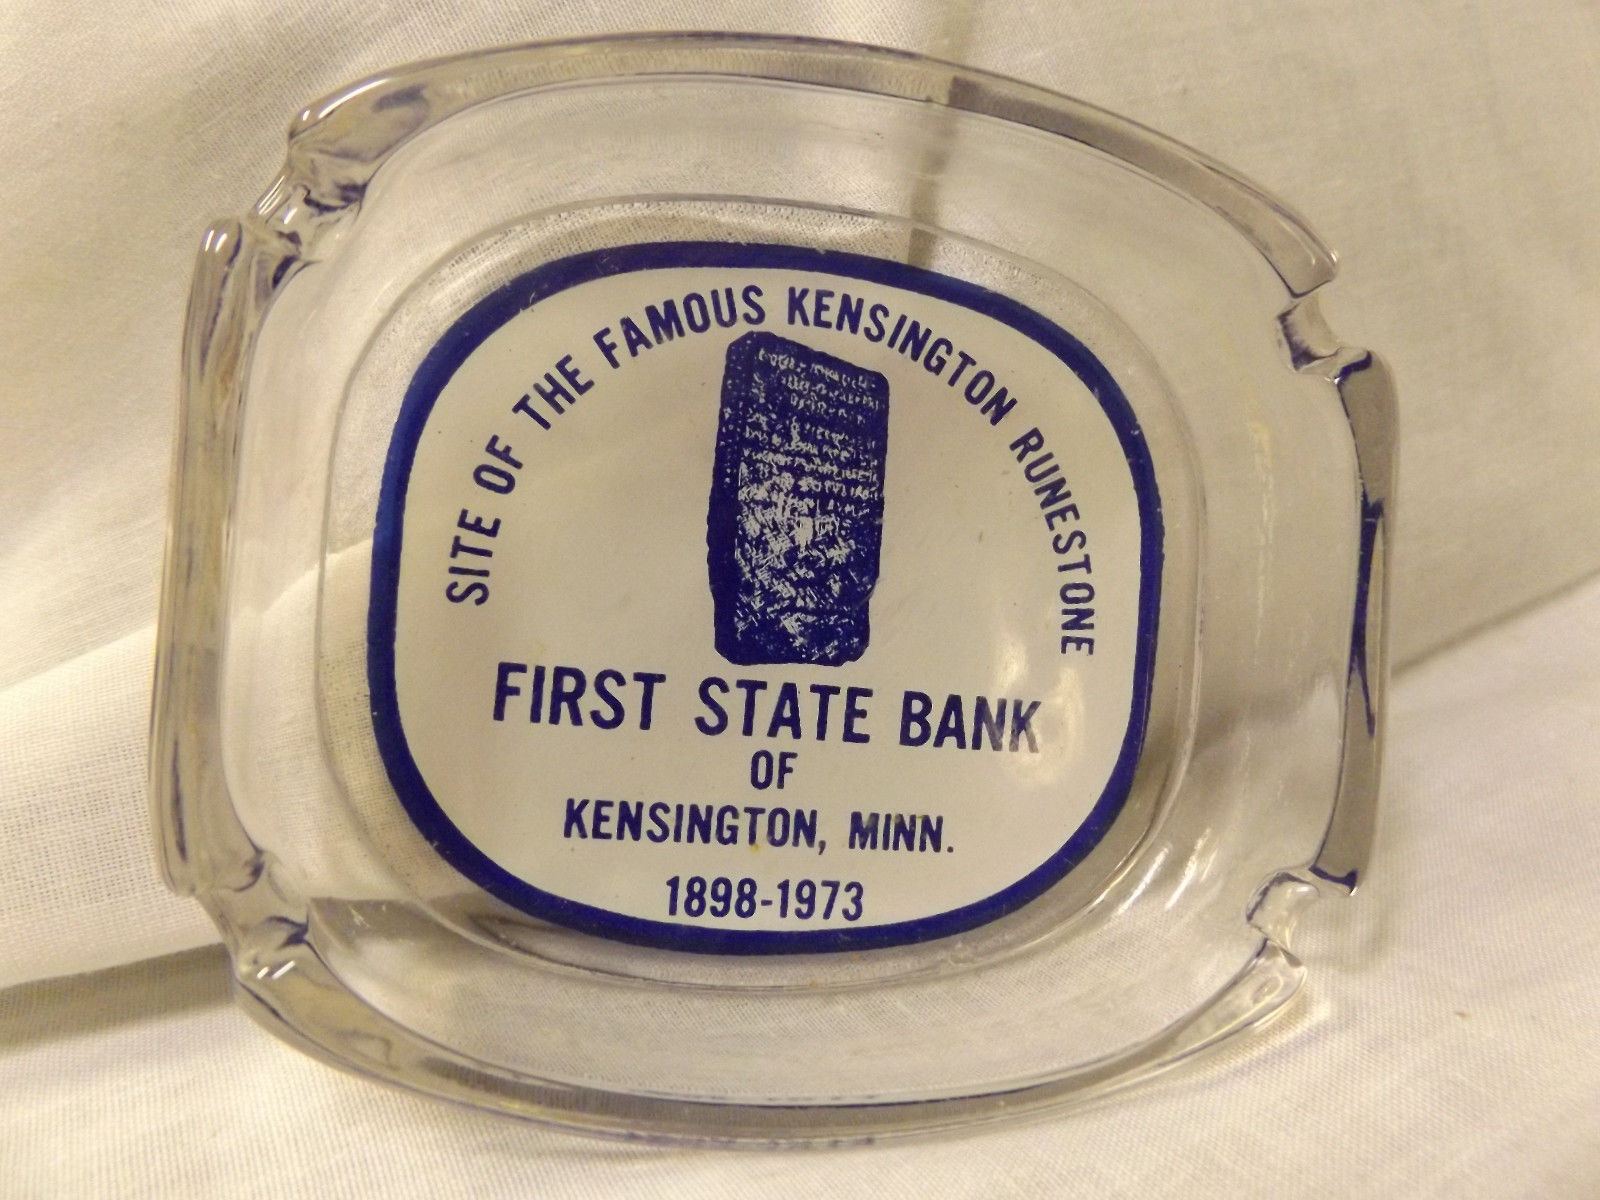 SITE OF THE FAMOUS KENSINGTON RUNESTONE
FIRST STATE BANK
OF
KENSINGTON, MINN.
1898-1973